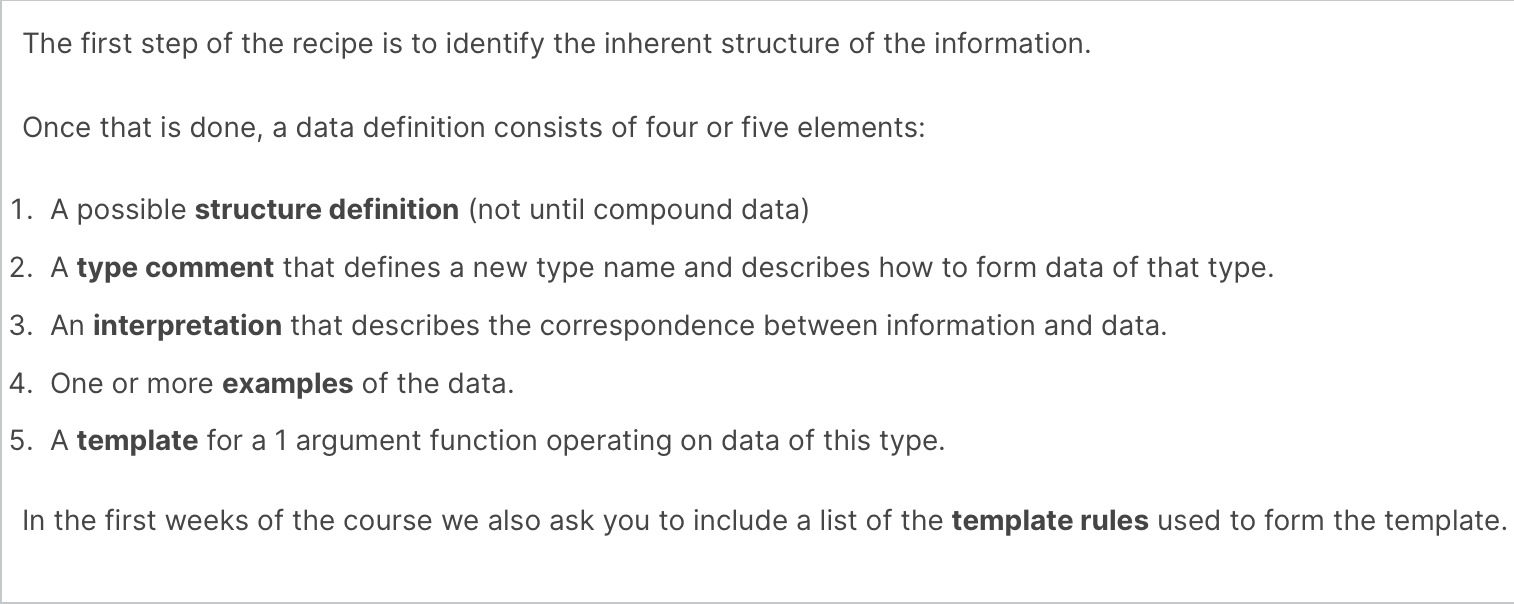 The first step of the recipe is to identify the inherent structure of the information.
Once that is done, a data definition consists of four or five elements:
1. A possible structure definition (not until compound data)
2. A type comment that defines a new type name and describes how to form data of that type.
3. An interpretation that describes the correspondence between information and data.
4. One or more examples of the data.
5. A template for a 1 argument function operating on data of this type.
In the first weeks of the course we also ask you to include a list of the template rules used to form the template.